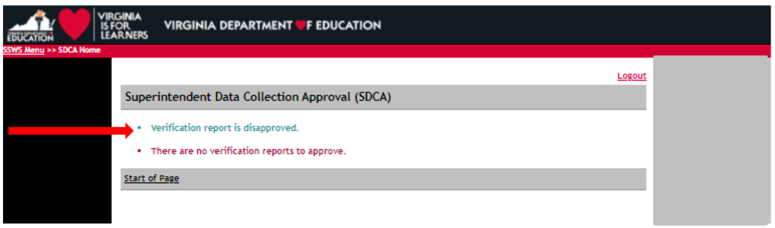 VIRGINIA
IS FOR
LEARNERS
VIRGINIA DEPARTMENT OF EDUCATION
EDUCATION
SSWS Menu >> SDCA Home
Logout
Superintendent Data Collection Approval (SDCA)
• Verification report is disapproved.
• There are no verification reports to approve.
Start of Page